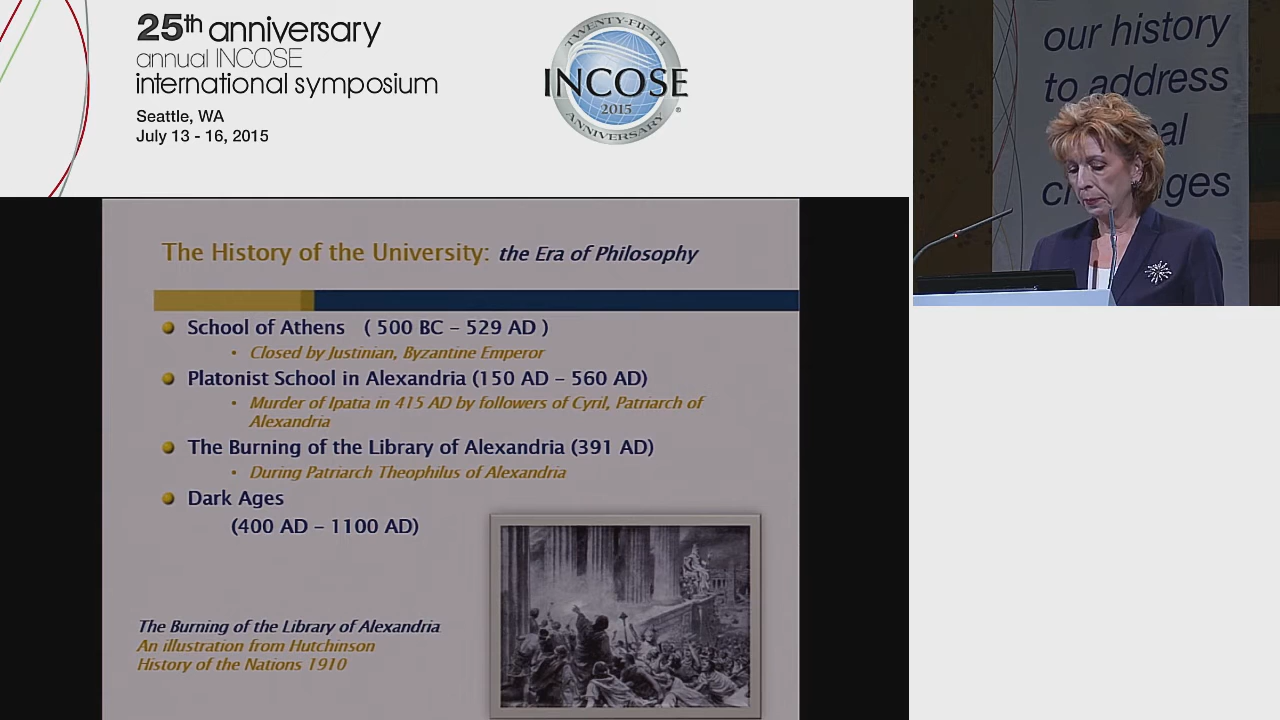 25th anniversary
annual INCOSE
international symposium
Seattle, WA
July 13 - 16, 2015
TWENTY-FIFTH
INCOSE
2015
ANNIVERSARY
our history
to address
The History of the University: the Era of Philosophy
School of Athens ( 500 BC – 529 AD )
• Closed by Justinian, Byzantine Emperor
Platonist School in Alexandria (150 AD – 560 AD)
• Murder of Ipatia in 415 AD by followers of Cyril, Patriarch of
Alexandria
The Burning of the Library of Alexandria (391 AD)
• During Patriarch Theophilus of Alexandria
Dark Ages
(400 AD – 1100 AD)
The Burning of the Library of Alexandria
An illustration from Hutchinson
History of the Nations 1910